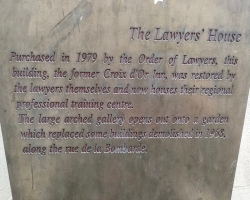 The Lawyers' House
Purchased in 1979 by the Order of Lawyers, this
building, the former Croix d'Or Inn, was restored by
the lawyers themselves and now houses their regional
professional training centre.
The large arched gallery opens out onto a garden
which replaced some buildings demolished in 1968,
along the rue de la Bombarde.